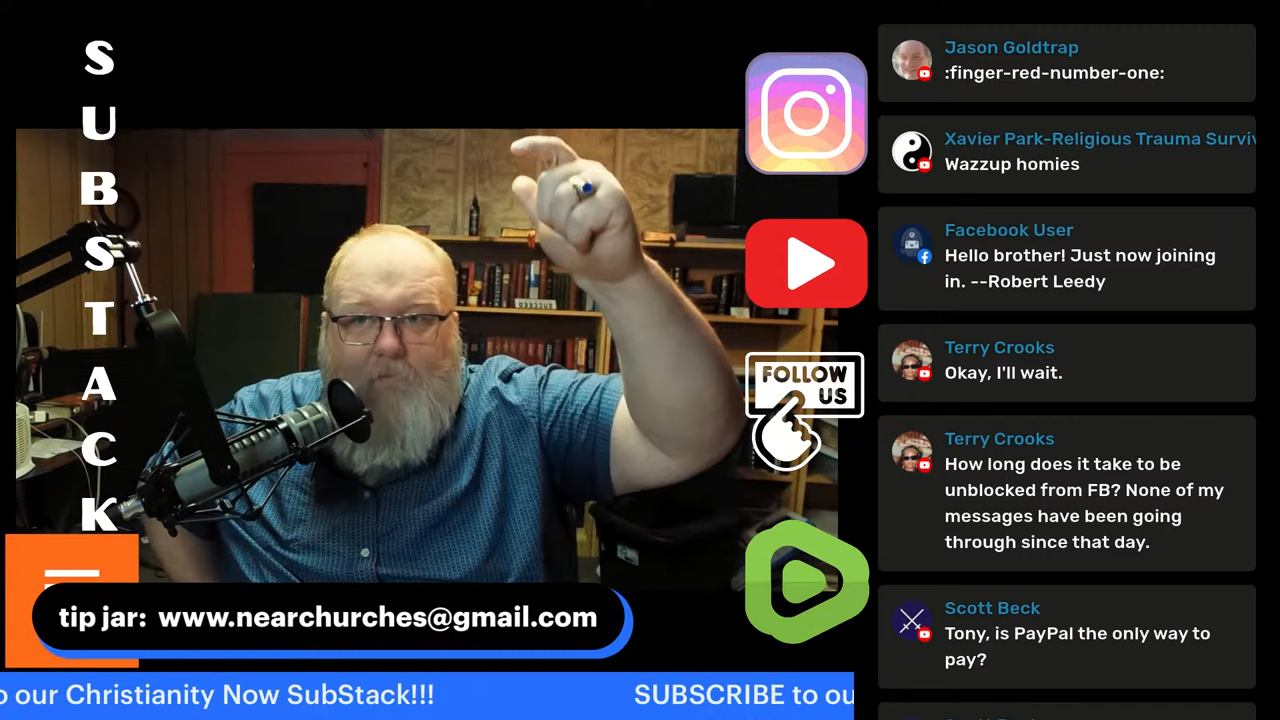 SUBSTACK
SUCCEED
FOLLOW
US
tip jar: www.nearchurches@gmail.com
o our Christianity Now SubStack!!!
SUBSCRIBE to ou
Jason Goldtrap
:finger-red-number-one:
Xavier Park-Religious Trauma Surviv
Wazzup homies
Facebook User
Hello brother! Just now joining
in. --Robert Leedy
Terry Crooks
Okay, I'll wait.
Terry Crooks
How long does it take to be
unblocked from FB? None of my
messages have been going
through since that day.
Scott Beck
Tony, is PayPal the only way to
pay?